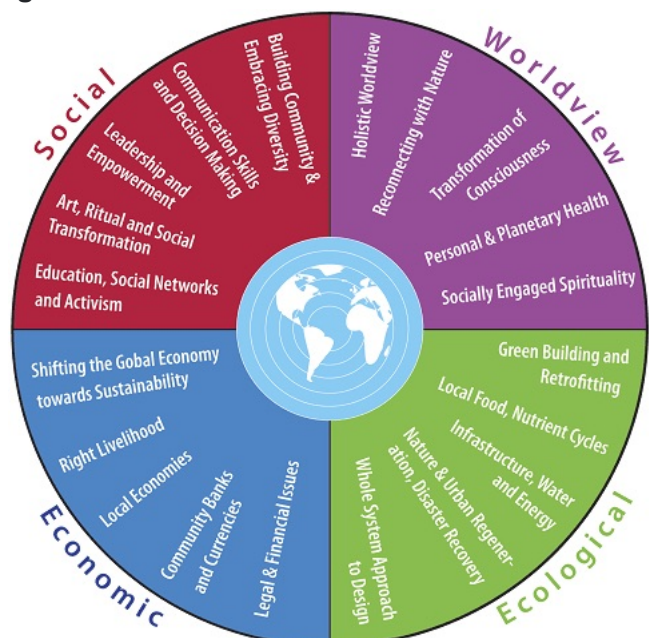 Social
Building Community &
Embracing Diversity
Communication Skills
and Decision Making
Leadership and
Empowerment
Art, Ritual and Social
Transformation
Education, Social Networks
and Activism
Worldview
Holistic Worldview
Reconnecting with Nature
Transformation of
Consciousness
Personal & Planetary Health
Socially Engaged Spirituality
Ecological
Green Building and
Retrofitting
Local Food, Nutrient Cycles
Infrastructure, Water
and Energy
Nature & Urban Regener-
ation, Disaster Recovery
Whole System Approach
to Design
Economic
Shifting the Gobal Economy
towards Sustainability
Right Livelihood
Local Economies
Community Banks
and Currencies
Legal & Financial Issues